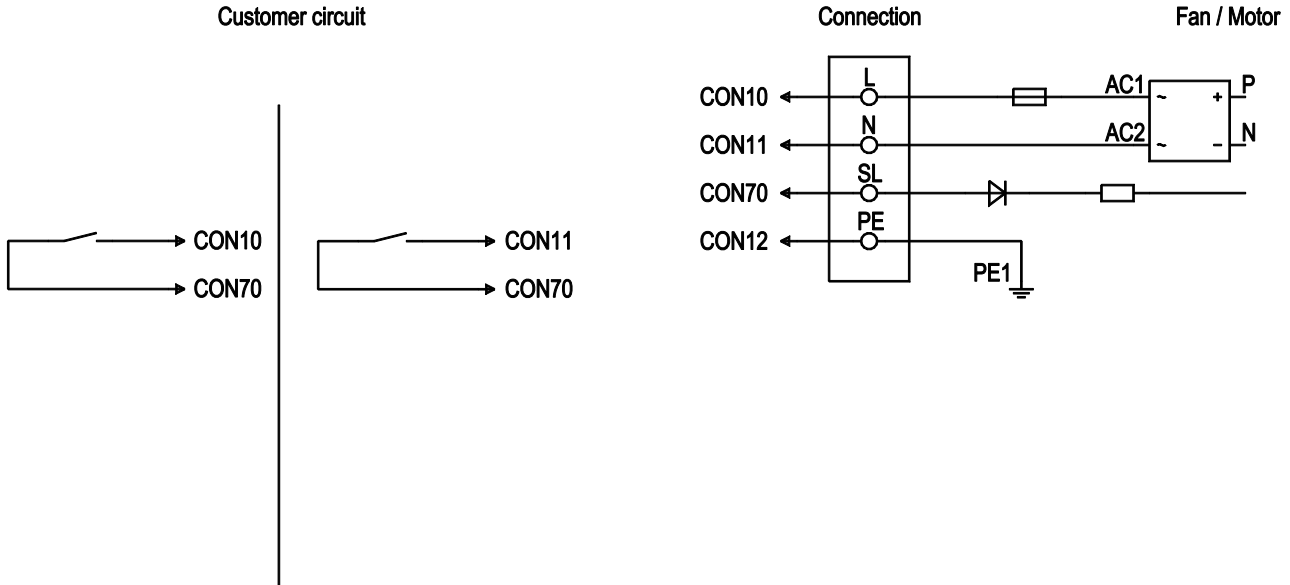 Customer circuit
Connection
Fan / Motor
CON10
CON70
CON11
CON70
CON10
L
AC1
~
+
P
CON11
N
AC2
~
-
N
CON70
SL
CON12
PE
PE1